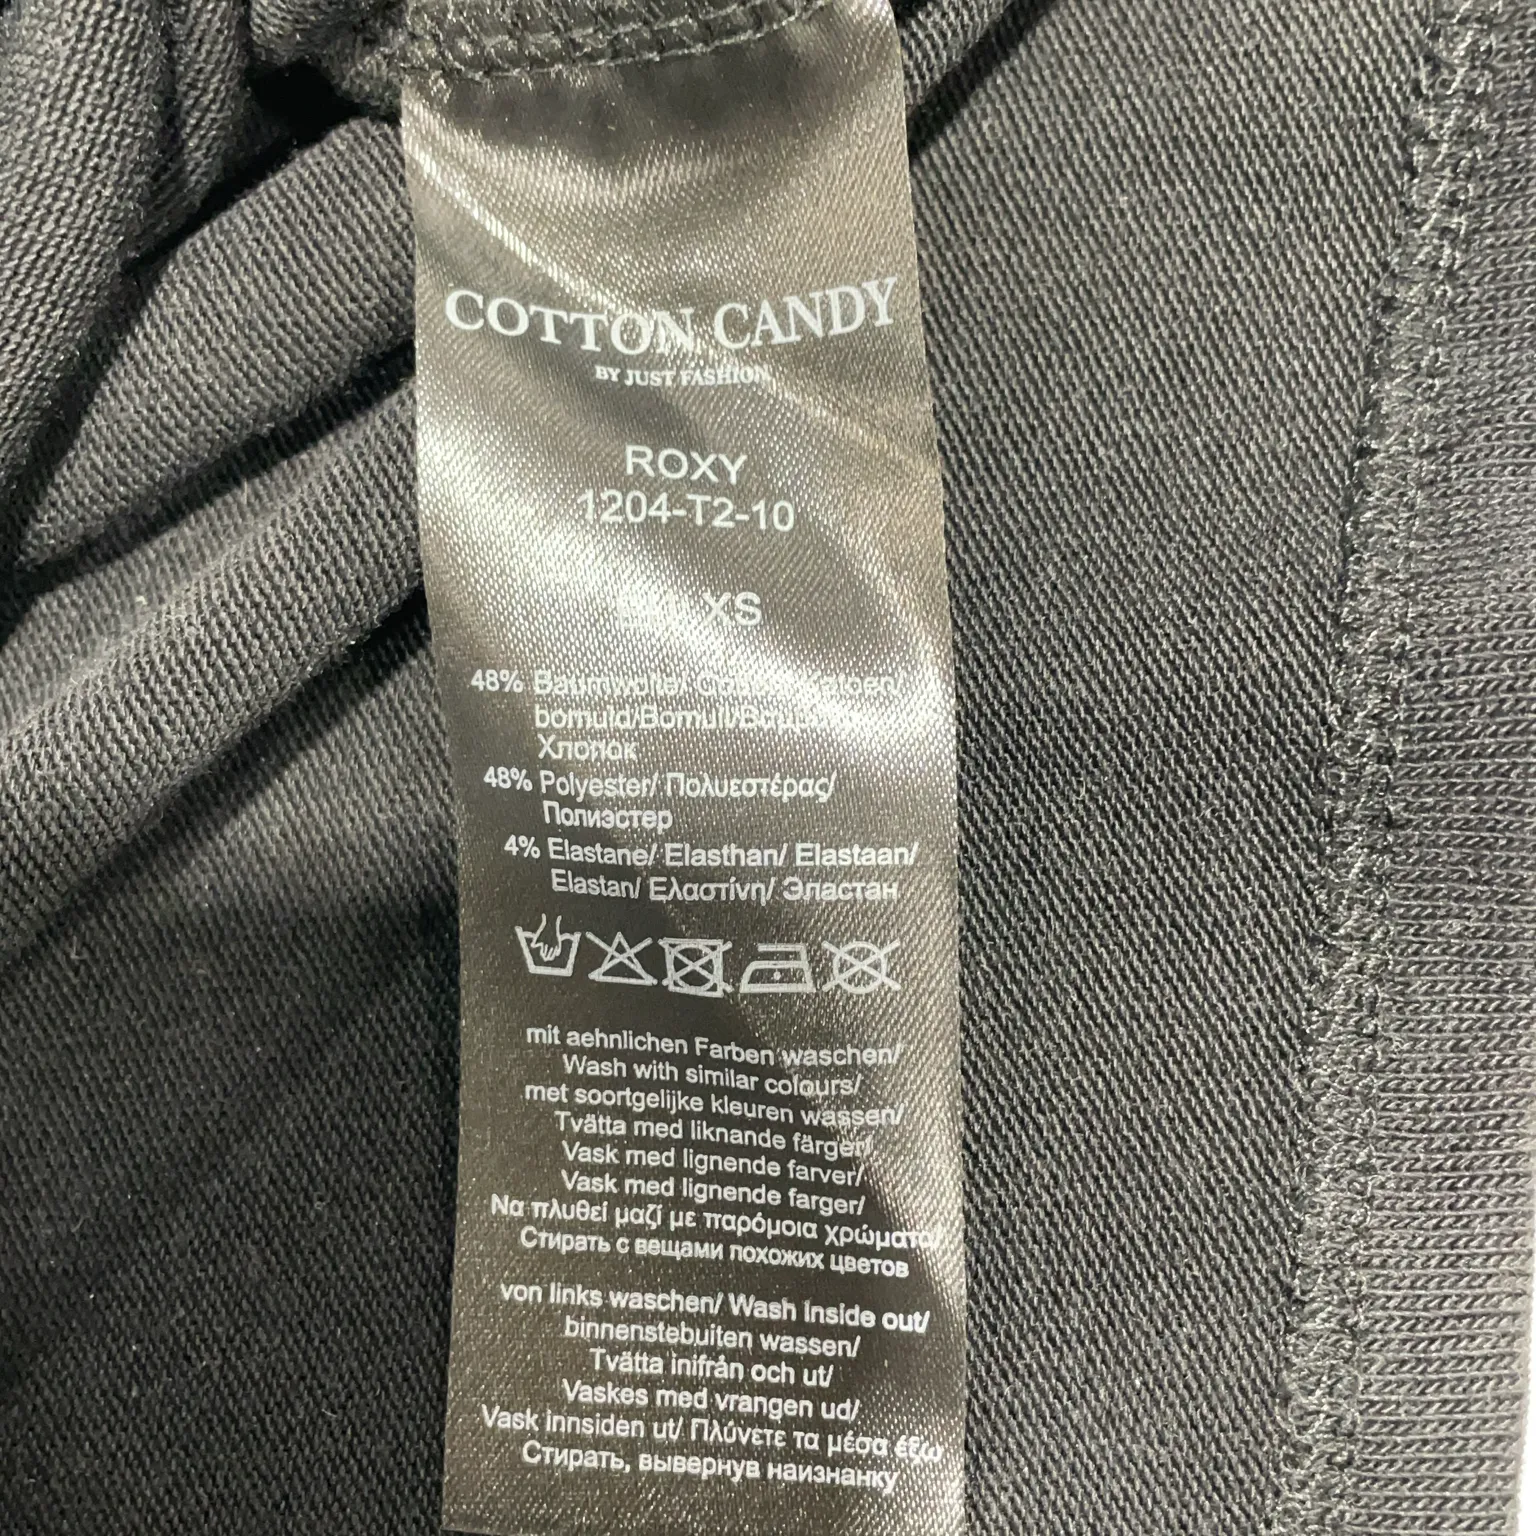 COTTON CANDY
BY JUST FASHION
ROXY
1204-T2-10
XS
48% Baumwolle/
bomuld/Bomull/
Хлопок
48% Polyester/ Πολυεστέρας/
Полиэстер
4% Elastane/ Elasthan/ Elastaan/
Elastan/ Ελαστίνη/ Эластан
mit aehnlichen Farben waschen/
Wash with similar colours/
met soortgelijke kleuren wassen/
Tvätta med liknande färger/
Vask med lignende farver/
Vask med lignende farger/
Να πλυθεί μαζί με παρόμοια χρώματα/
Стирать с вещами похожих цветов
von links waschen/ Wash inside out/
binnenstebuiten wassen/
Tvätta inifrån och ut/
Vaskes med vrangen ud/
Vask innsiden ut/ Πλύνετε τα μέσα έξω
Стирать, вывернув наизнанку